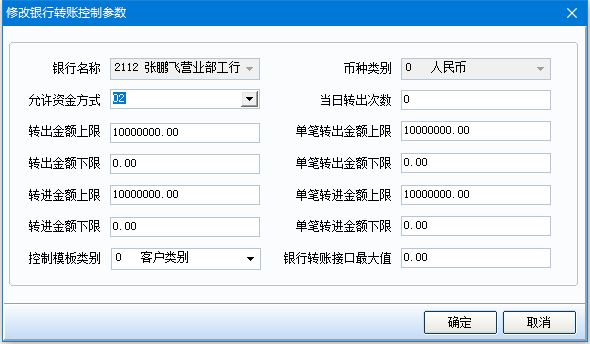 修改银行转账控制参数
银行名称 2112 张鹏飞营业部工行 币种类别 0 人民币
允许资金方式 02 当日转出次数 0
转出金额上限 10000000.00 单笔转出金额上限 10000000.00
转出金额下限 0.00 单笔转出金额下限 0.00
转进金额上限 10000000.00 单笔转进金额上限 10000000.00
转进金额下限 0.00 单笔转进金额下限 0.00
控制模板类别 0 客户类别 银行转账接口最大值 0.00
确定 取消